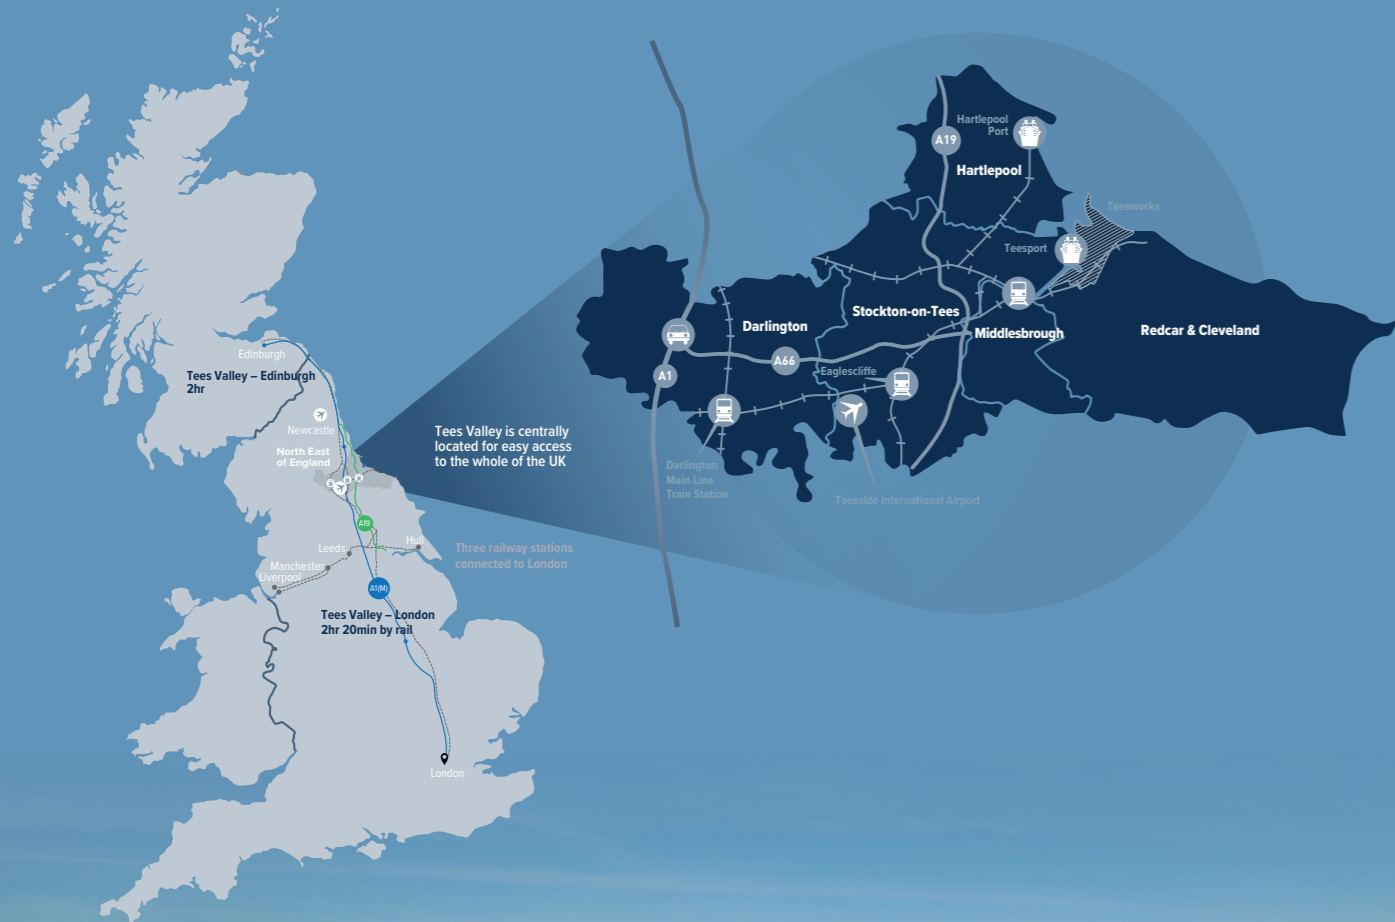 Edinburgh
Tees Valley – Edinburgh
2hr
Newcastle
North East
of England
A19
Leeds
Hull
Manchester
Liverpool
A1(M)
Tees Valley – London
2hr 20min by rail
London
Tees Valley is centrally
located for easy access
to the whole of the UK
Three railway stations
connected to London
A19
Hartlepool
Port
Hartlepool
Teesworks
Teesport
Stockton-on-Tees
Darlington
Middlesbrough
Redcar & Cleveland
A66
A1
Eaglescliffe
Darlington
Main Line
Train Station
Teesside International Airport